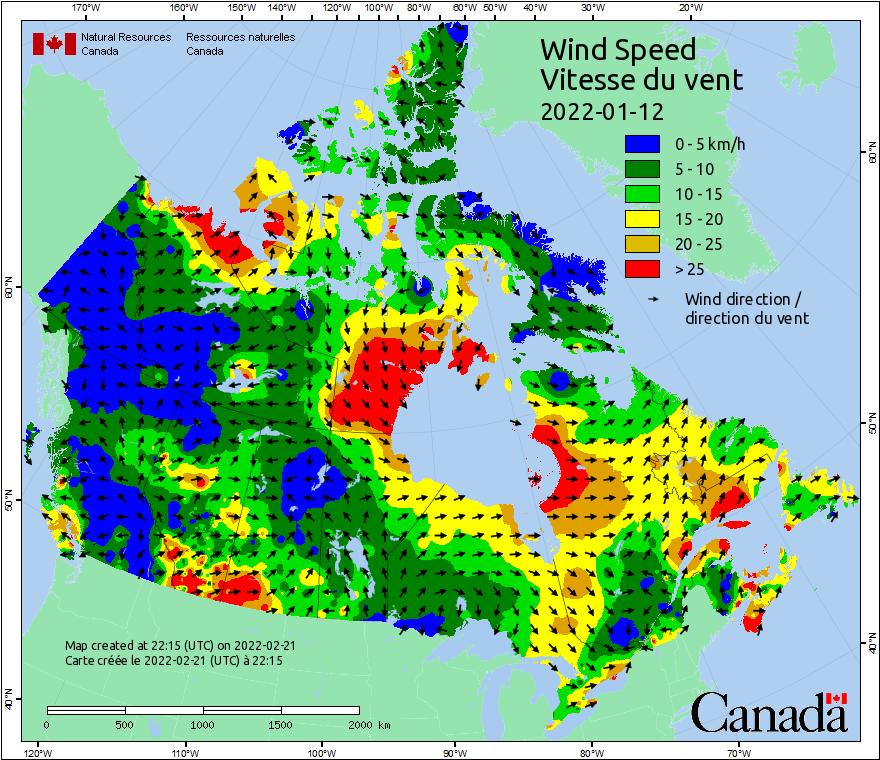 170°W 160°W 150°W 140°W 120°W 100°W 80°W 60°W 50°W 40°W 30°W 20°W
Natural Resources Ressources naturelles
Canada Canada
Wind Speed
Vitesse du vent
2022-01-12
0 - 5 km/h
5 - 10
10 - 15
15 - 20
20 - 25
> 25
Wind direction /
direction du vent
60°N
60°N
50°N
50°N
40°N
40°N
Map created at 22:15 (UTC) on 2022-02-21
Carte créée le 2022-02-21 (UTC) à 22:15
0 500 1000 1500 2000 km
Canada
120°W 110°W 100°W 90°W 80°W 70°W